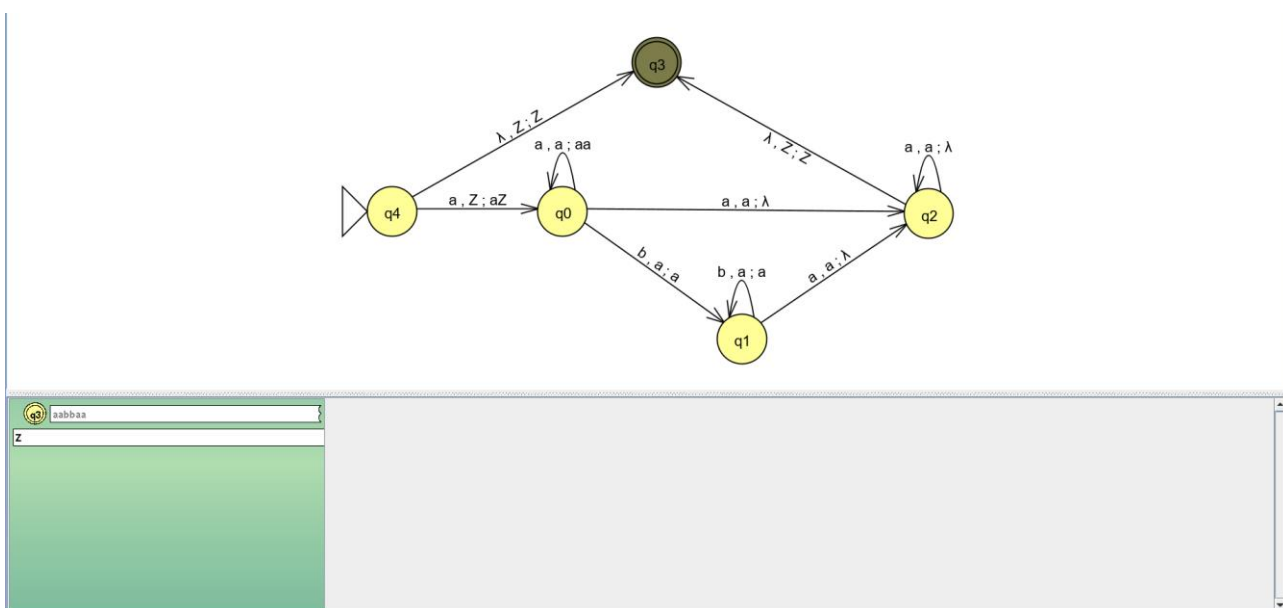 q3
λ , Z ; Z
λ , Z ; Z
a , a ; aa
a , a ; λ
q4
a , Z ; aZ
q0
a , a ; λ
q2
b , a ; a
b , a ; a
a , a ; λ
q1
q3 aabbaa
Z